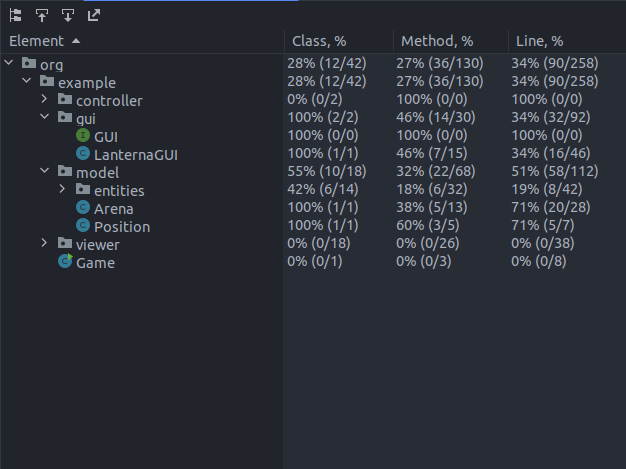 Element Class, % Method, % Line, %
org 28% (12/42) 27% (36/130) 34% (90/258)
example 28% (12/42) 27% (36/130) 34% (90/258)
controller 0% (0/2) 100% (0/0) 100% (0/0)
gui 100% (2/2) 46% (14/30) 34% (32/92)
I GUI 100% (0/0) 100% (0/0) 100% (0/0)
C LanternaGUI 100% (1/1) 46% (7/15) 34% (16/46)
model 55% (10/18) 32% (22/68) 51% (58/112)
entities 42% (6/14) 18% (6/32) 19% (8/42)
C Arena 100% (1/1) 38% (5/13) 71% (20/28)
C Position 100% (1/1) 60% (3/5) 71% (5/7)
viewer 0% (0/18) 0% (0/26) 0% (0/38)
C Game 0% (0/1) 0% (0/3) 0% (0/8)